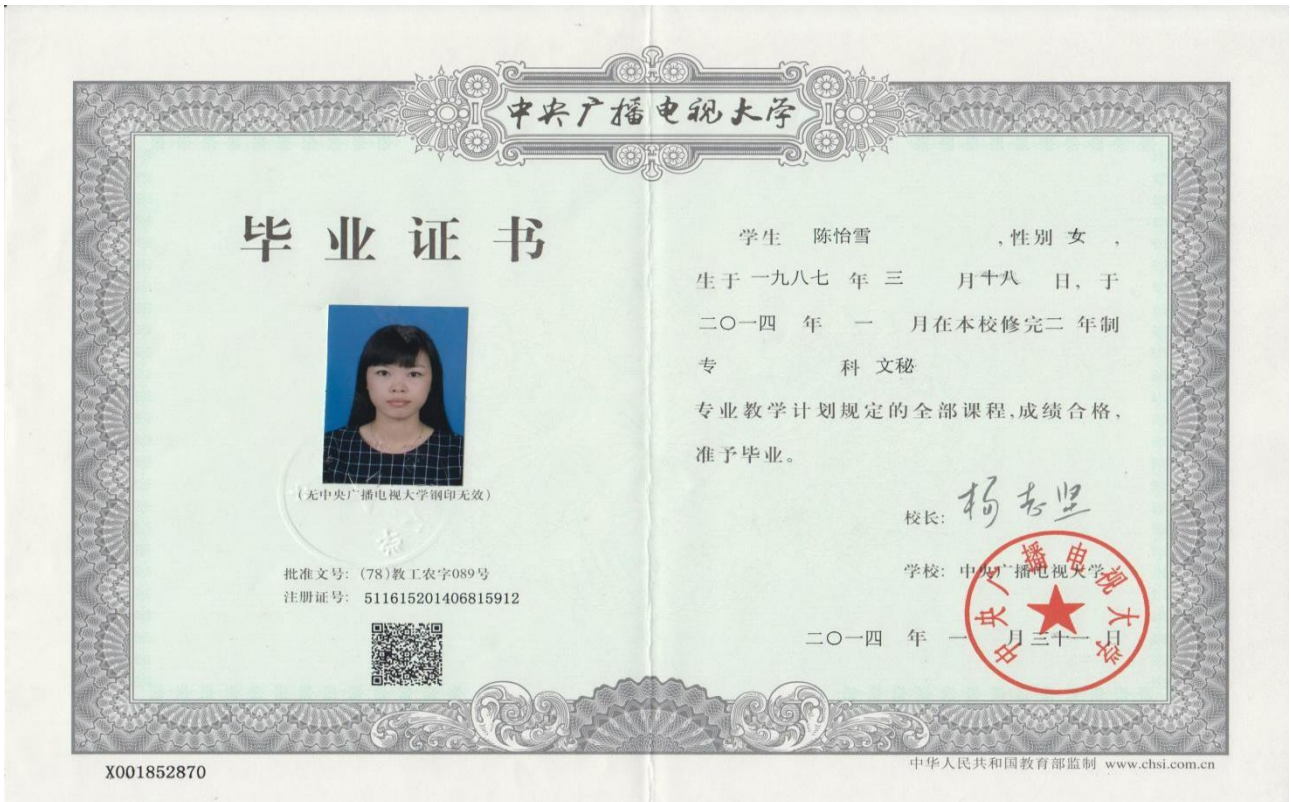 中央广播电视大学
毕业证书
(无中央广播电视大学钢印无效)
批准文号: (78)教工农字089号
注册证号: 511615201406815912
X001852870
学生 陈怡雪 ,性别 女 ,
生于 一九八七 年 三 月 十八 日, 于
二〇一四 年 一 月在本校修完二 年制
专 科 文秘
专业教学计划规定的全部课程,成绩合格,
准予毕业。
校长: 杨志坚
学校: 中央广播电视大学
中央广播电视大学
二〇一四 年 一 月 三十一 日
中华人民共和国教育部监制 www.chsi.com.cn